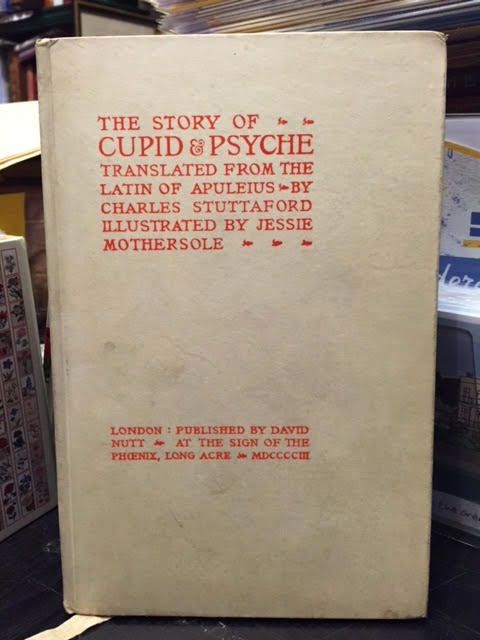 THE STORY OF
CUPID & PSYCHE
TRANSLATED FROM THE
LATIN OF APULEIUS BY
CHARLES STUTTAFORD
ILLUSTRATED BY JESSIE
MOTHERSOLE
LONDON : PUBLISHED BY DAVID
NUTT AT THE SIGN OF THE
PHŒNIX, LONG ACRE MDCCCCIII